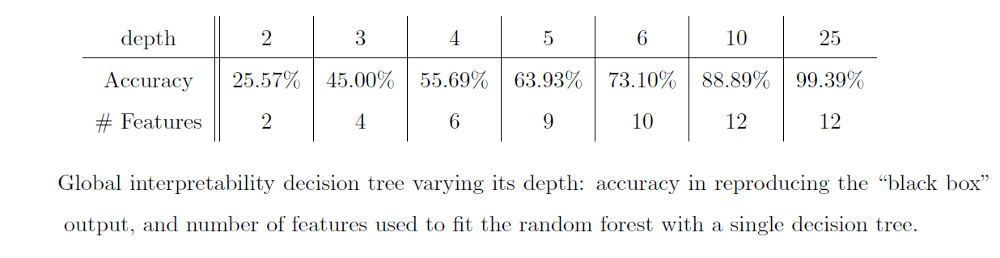 depth 2 3 4 5 6 10 25
Accuracy 25.57% 45.00% 55.69% 63.93% 73.10% 88.89% 99.39%
# Features 2 4 6 9 10 12 12
Global interpretability decision tree varying its depth: accuracy in reproducing the “black box”
output, and number of features used to fit the random forest with a single decision tree.